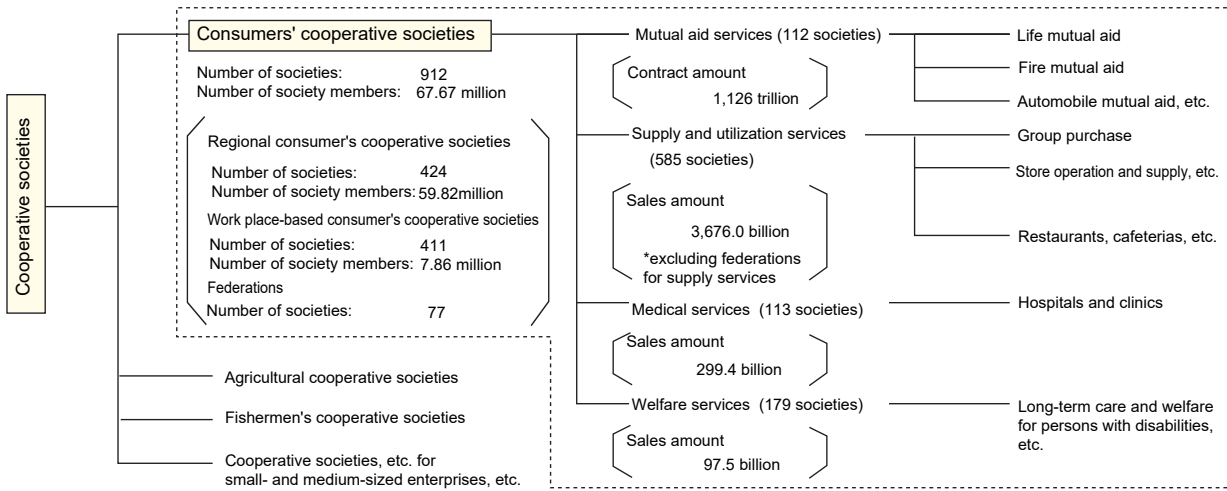 Cooperative societies
Consumers' cooperative societies
Number of societies: 912
Number of society members: 67.67 million
Regional consumer's cooperative societies
Number of societies: 424
Number of society members: 59.82million
Work place-based consumer's cooperative societies
Number of societies: 411
Number of society members: 7.86 million
Federations
Number of societies: 77
Agricultural cooperative societies
Fishermen's cooperative societies
Cooperative societies, etc. for
small- and medium-sized enterprises, etc.
Mutual aid services (112 societies)
Contract amount
1,126 trillion
Supply and utilization services
(585 societies)
Sales amount
3,676.0 billion
*excluding federations
for supply services
Medical services (113 societies)
Sales amount
299.4 billion
Welfare services (179 societies)
Sales amount
97.5 billion
Life mutual aid
Fire mutual aid
Automobile mutual aid, etc.
Group purchase
Store operation and supply, etc.
Restaurants, cafeterias, etc.
Hospitals and clinics
Long-term care and welfare
for persons with disabilities,
etc.